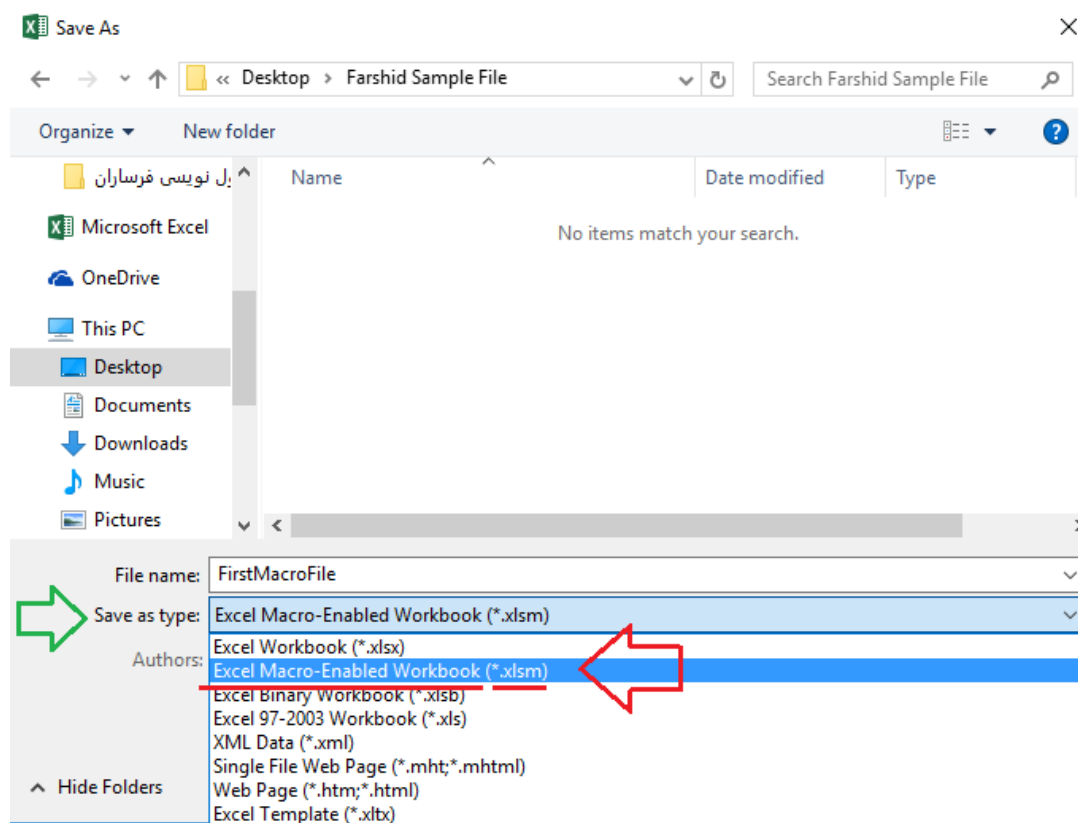 Save As
« Desktop › Farshid Sample File
Search Farshid Sample File
Organize
New folder
Name
Date modified
Type
ول نویسی فرساران
No items match your search.
Microsoft Excel
OneDrive
This PC
Desktop
Documents
Downloads
Music
Pictures
File name: FirstMacroFile
Save as type: Excel Macro-Enabled Workbook (*.xlsm)
Authors:
Excel Workbook (*.xlsx)
Excel Macro-Enabled Workbook (*.xlsm)
Excel Binary Workbook (*.xlsb)
Excel 97-2003 Workbook (*.xls)
XML Data (*.xml)
Single File Web Page (*.mht;*.mhtml)
Hide Folders
Web Page (*.htm;*.html)
Excel Template (*.xltx)